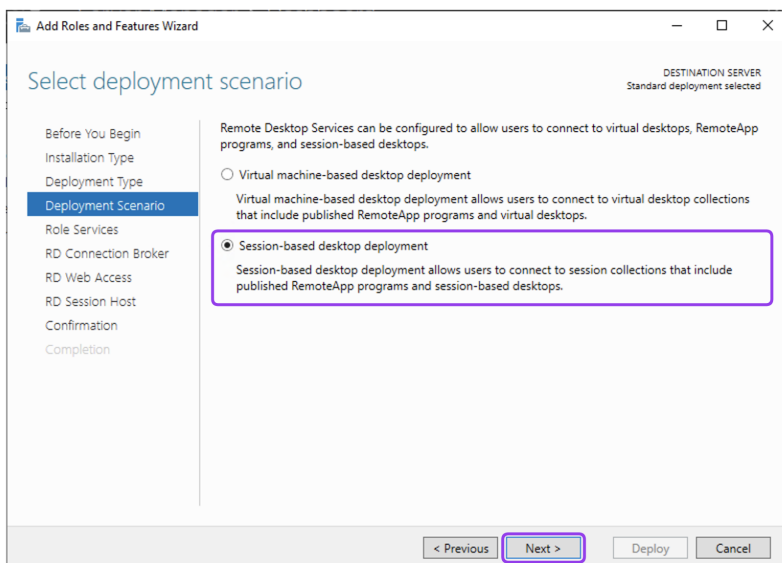 Add Roles and Features Wizard
Select deployment scenario
DESTINATION SERVER
Standard deployment selected
Before You Begin
Installation Type
Deployment Type
Deployment Scenario
Role Services
RD Connection Broker
RD Web Access
RD Session Host
Confirmation
Completion
Remote Desktop Services can be configured to allow users to connect to virtual desktops, RemoteApp
programs, and session-based desktops.
Virtual machine-based desktop deployment
Virtual machine-based desktop deployment allows users to connect to virtual desktop collections
that include published RemoteApp programs and virtual desktops.
Session-based desktop deployment
Session-based desktop deployment allows users to connect to session collections that include
published RemoteApp programs and session-based desktops.
< Previous
Next >
Deploy
Cancel